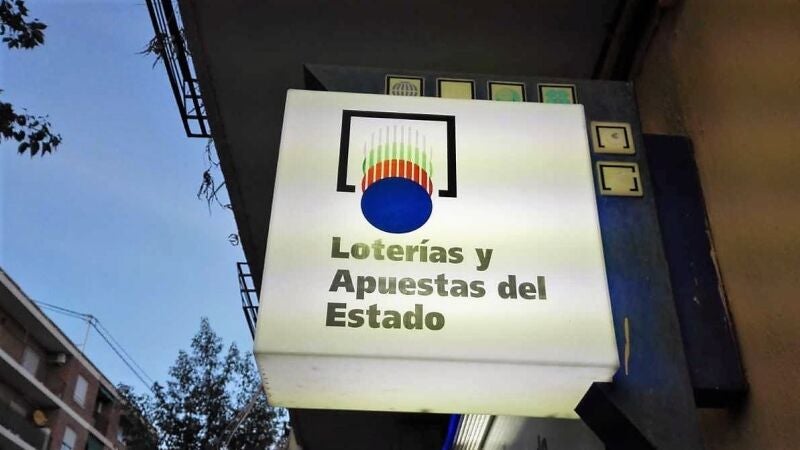 Loterías y
Apuestas del
Estado
€